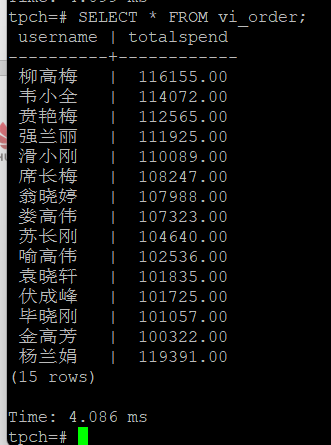 tpch=# SELECT * FROM vi_order;
username | totalspend
----------+------------
柳高梅 | 116155.00
韦小全 | 114072.00
贲艳梅 | 112565.00
强兰丽 | 111925.00
滑小刚 | 110089.00
席长梅 | 108247.00
翁晓婷 | 107988.00
娄高伟 | 107323.00
苏长刚 | 104640.00
喻高伟 | 102536.00
袁晓轩 | 101835.00
伏成峰 | 101725.00
毕晓刚 | 101057.00
金高芳 | 100322.00
杨兰娟 | 119391.00
(15 rows)
Time: 4.086 ms
tpch=#